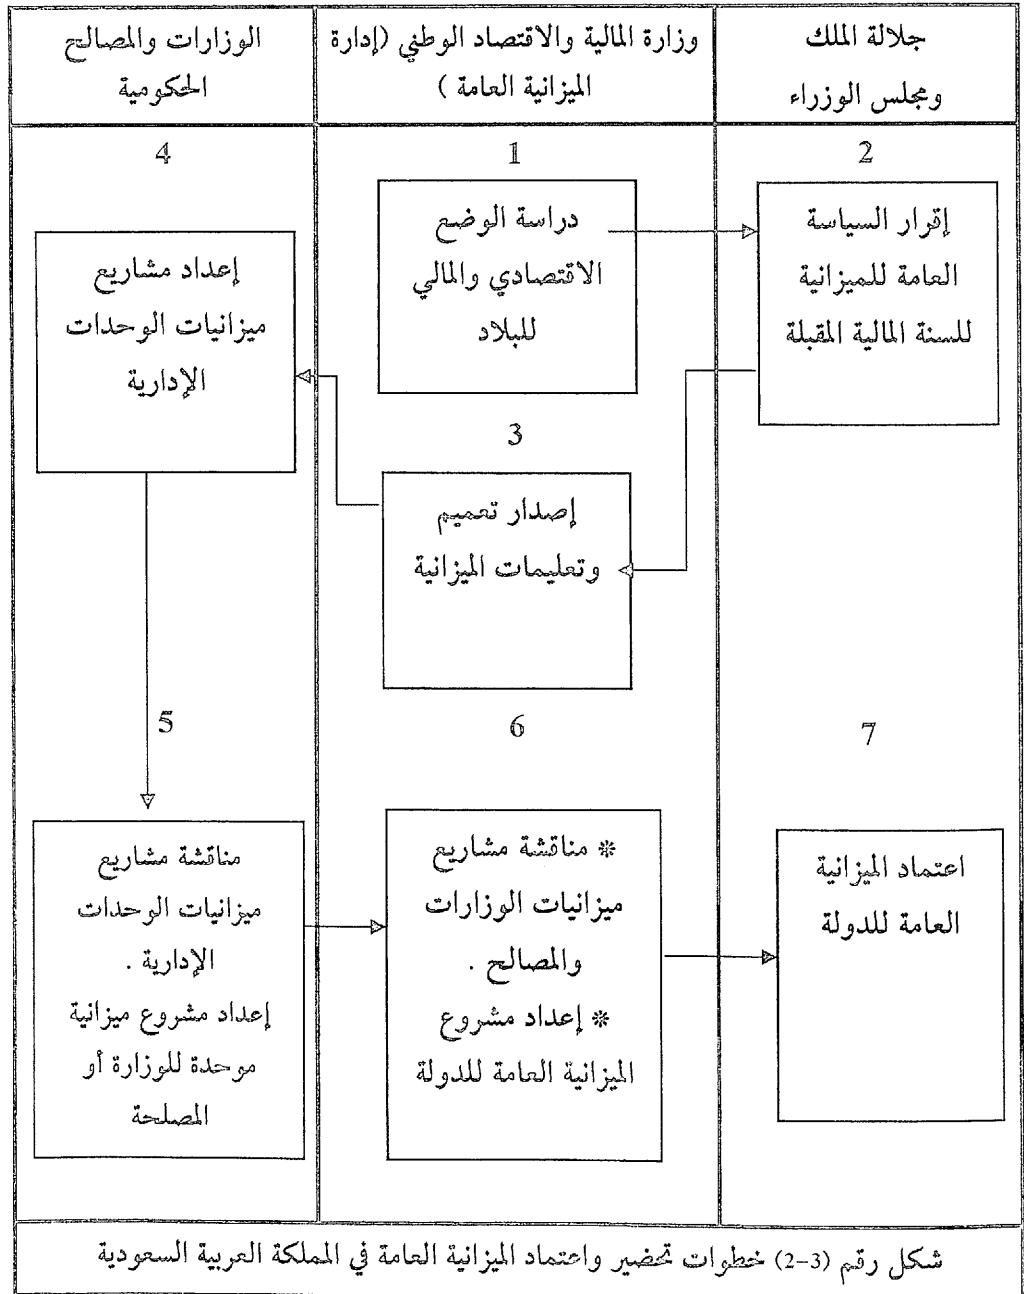 جلالة الملك
ومجلس الوزراء
وزارة المالية والاقتصاد الوطني (إدارة
الميزانية العامة )
الوزارات والمصالح
الحكومية
1
دراسة الوضع
الاقتصادي والمالي
للبلاد
2
إقرار السياسة
العامة للميزانية
للسنة المالية المقبلة
3
إصدار تعميم
وتعليمات الميزانية
4
إعداد مشاريع
ميزانيات الوحدات
الإدارية
5
مناقشة مشاريع
ميزانيات الوحدات
الإدارية .
إعداد مشروع ميزانية
موحدة للوزارة أو
المصلحة
6
* مناقشة مشاريع
ميزانيات الوزارات
والمصالح .
* إعداد مشروع
الميزانية العامة للدولة
7
اعتماد الميزانية
العامة للدولة
شكل رقم (3-2) خطوات تحضير واعتماد الميزانية العامة في المملكة العربية السعودية